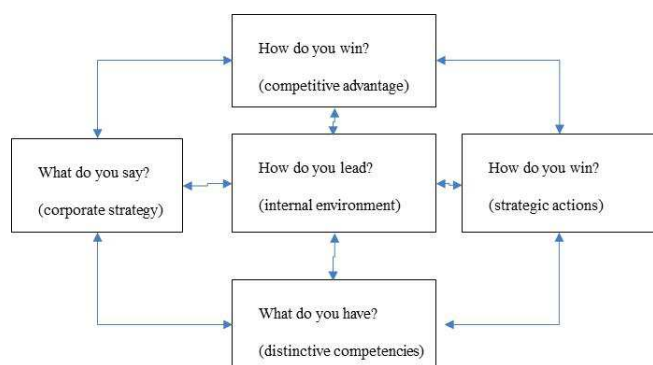 How do you win?
(competitive advantage)
What do you say?
(corporate strategy)
How do you lead?
(internal environment)
How do you win?
(strategic actions)
What do you have?
(distinctive competencies)